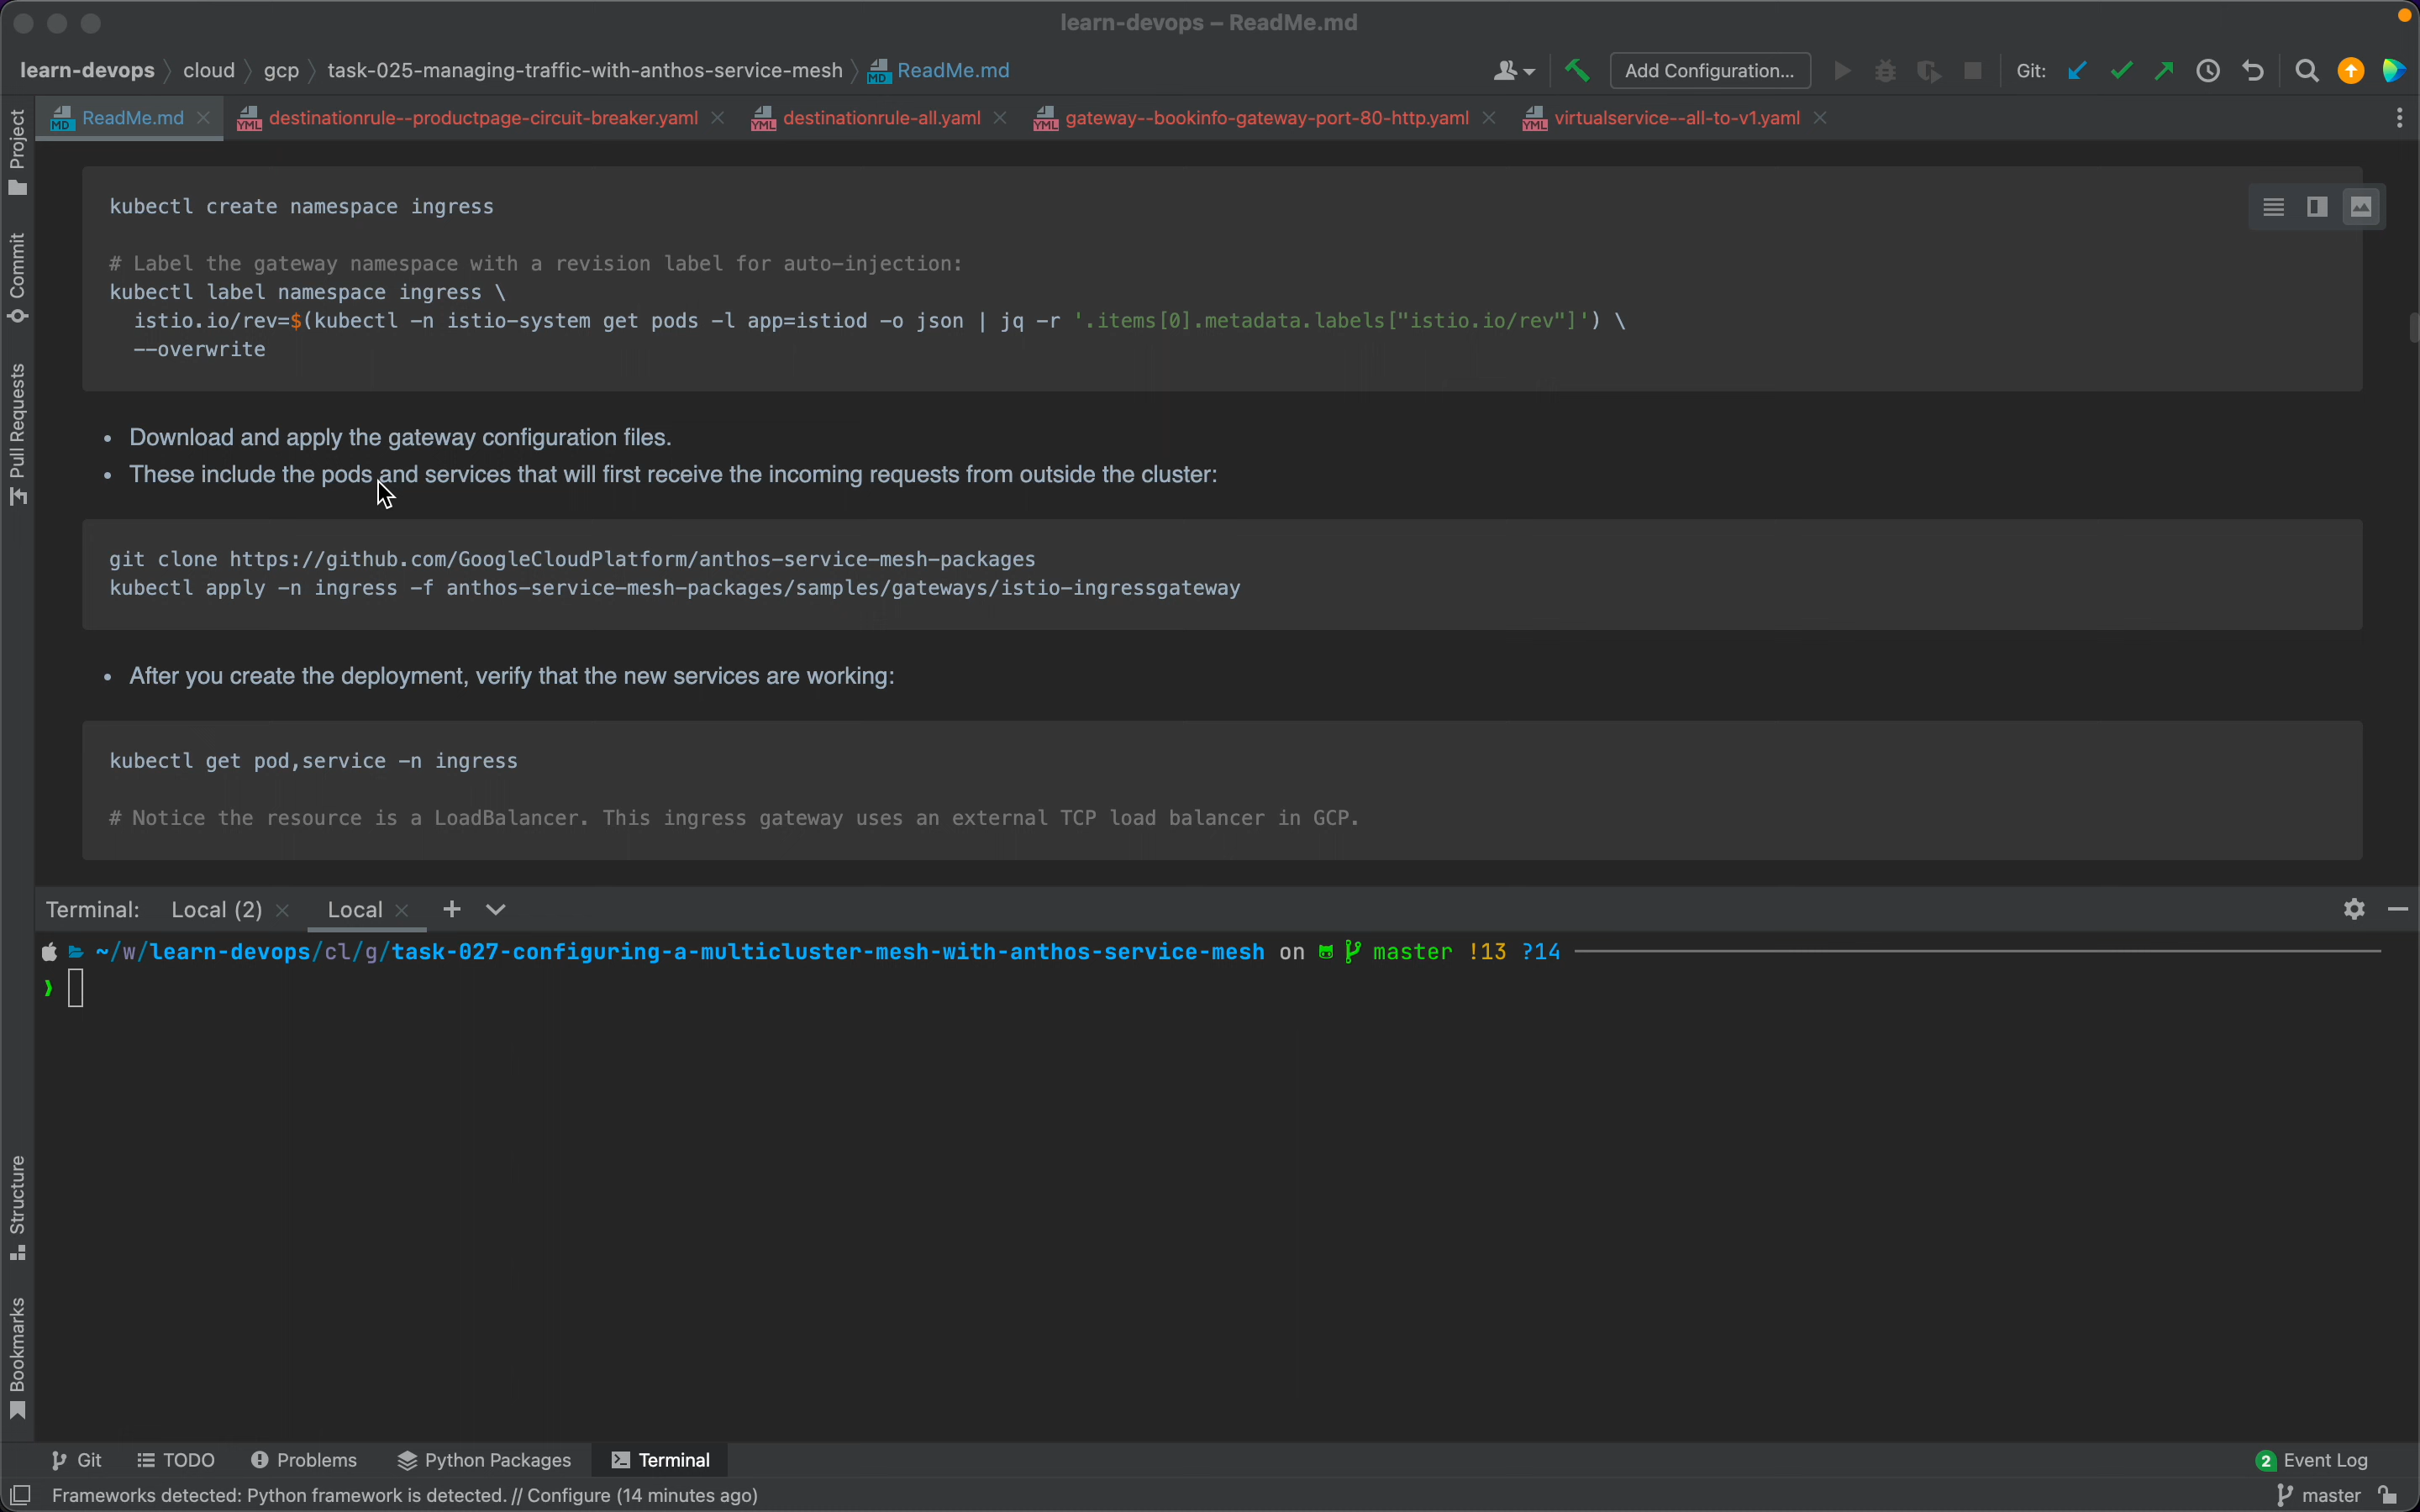 learn-devops – ReadMe.md
learn-devops cloud gcp task-025-managing-traffic-with-anthos-service-mesh ReadMe.md
Add Configuration... Git:
ReadMe.md destinationrule--productpage-circuit-breaker.yaml destinationrule-all.yaml gateway--bookinfo-gateway-port-80-http.yaml virtualservice--all-to-v1.yaml
Project
Commit
Pull Requests
kubectl create namespace ingress
# Label the gateway namespace with a revision label for auto-injection:
kubectl label namespace ingress \
istio.io/rev=$(kubectl -n istio-system get pods -l app=istiod -o json | jq -r '.items[0].metadata.labels["istio.io/rev"]') \
--overwrite
• Download and apply the gateway configuration files.
• These include the pods and services that will first receive the incoming requests from outside the cluster:
git clone https://github.com/GoogleCloudPlatform/anthos-service-mesh-packages
kubectl apply -n ingress -f anthos-service-mesh-packages/samples/gateways/istio-ingressgateway
• After you create the deployment, verify that the new services are working:
kubectl get pod,service -n ingress
# Notice the resource is a LoadBalancer. This ingress gateway uses an external TCP load balancer in GCP.
Terminal: Local (2) Local
~/w/learn-devops/cl/g/task-027-configuring-a-multicluster-mesh-with-anthos-service-mesh on master !13 ?14
❯
Structure
Bookmarks
Git TODO Problems Python Packages Terminal 2 Event Log
Frameworks detected: Python framework is detected. // Configure (14 minutes ago) master